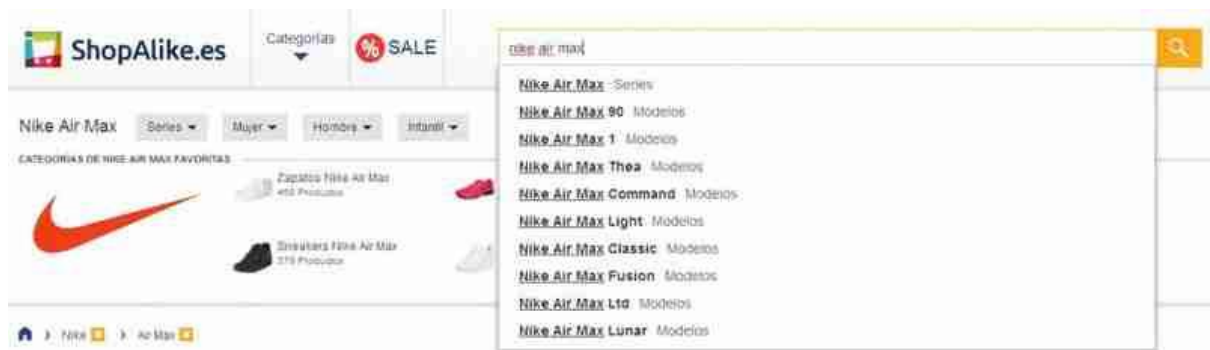 ShopAlike.es
Categorías
% SALE
nike air max
Nike Air Max Series
Nike Air Max 90 Modelos
Nike Air Max 1 Modelos
Nike Air Max Thea Modelos
Nike Air Max Command Modelos
Nike Air Max Light Modelos
Nike Air Max Classic Modelos
Nike Air Max Fusion Modelos
Nike Air Max Ltd Modelos
Nike Air Max Lunar Modelos
Nike Air Max Series Mujer Hombre Infantil
CATEGORÍAS DE NIKE AIR MAX FAVORITAS
Zapatos Nike Air Max
Productos
Sneakers Nike Air Max
Productos
Nike Air Max